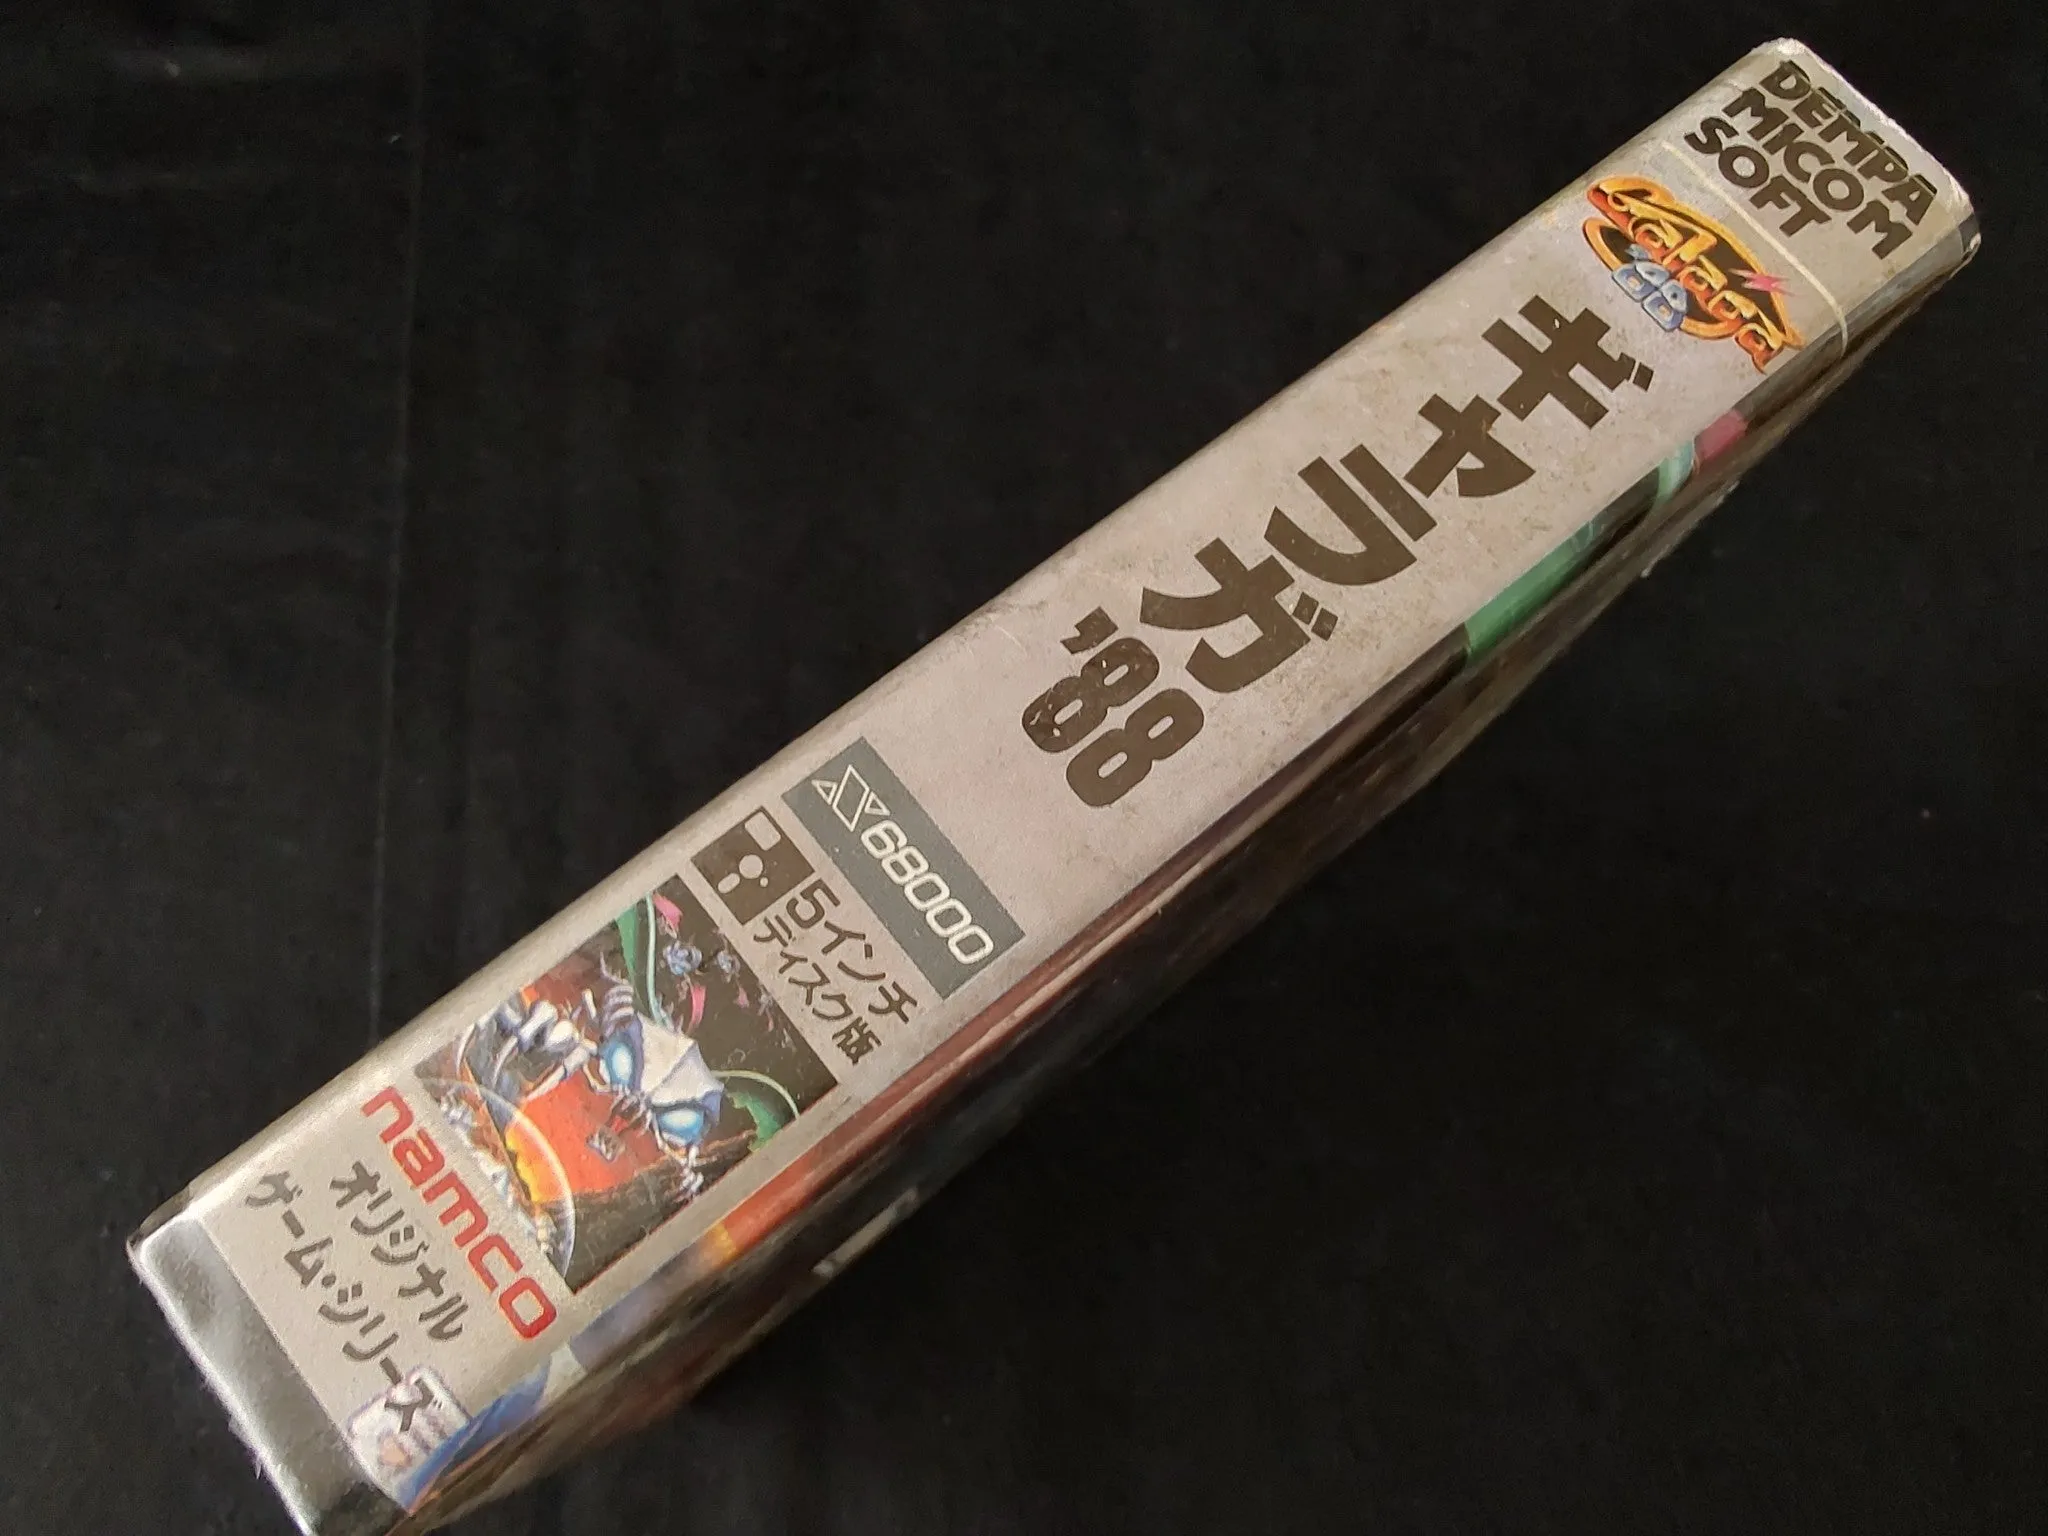 DEMPA
MICOM
SOFT
Galaga
'88
ギャラガ
'88
X68000
5インチ
ディスク版
namco
オリジナル
ゲーム・シリーズ